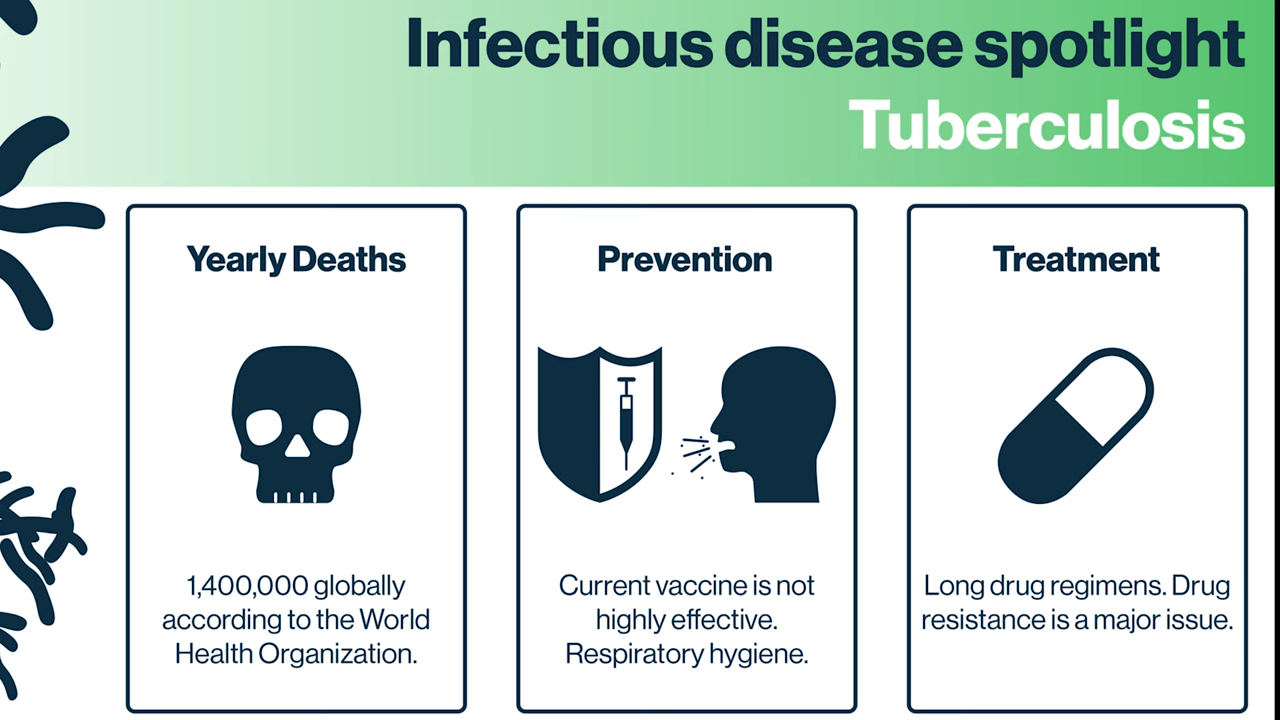 Infectious disease spotlight
Tuberculosis
Yearly Deaths
1,400,000 globally
according to the World
Health Organization.
Prevention
Current vaccine is not
highly effective.
Respiratory hygiene.
Treatment
Long drug regimens. Drug
resistance is a major issue.